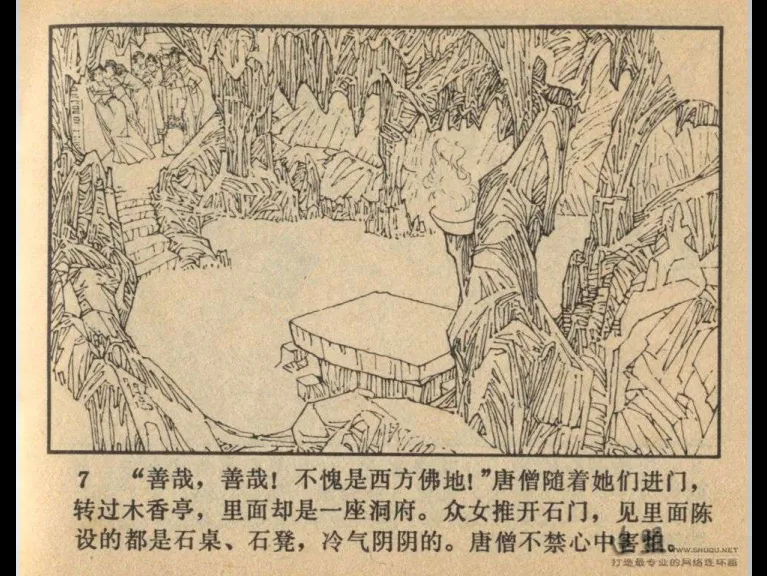 7 “善哉，善哉！不愧是西方佛地！”唐僧随着她们进门，
转过木香亭，里面却是一座洞府。众女推开石门，见里面陈
设的都是石桌、石凳，冷气阴阴的。唐僧不禁心中害怕。
WWW.SHUQU.NET
打造最专业的网络连环画